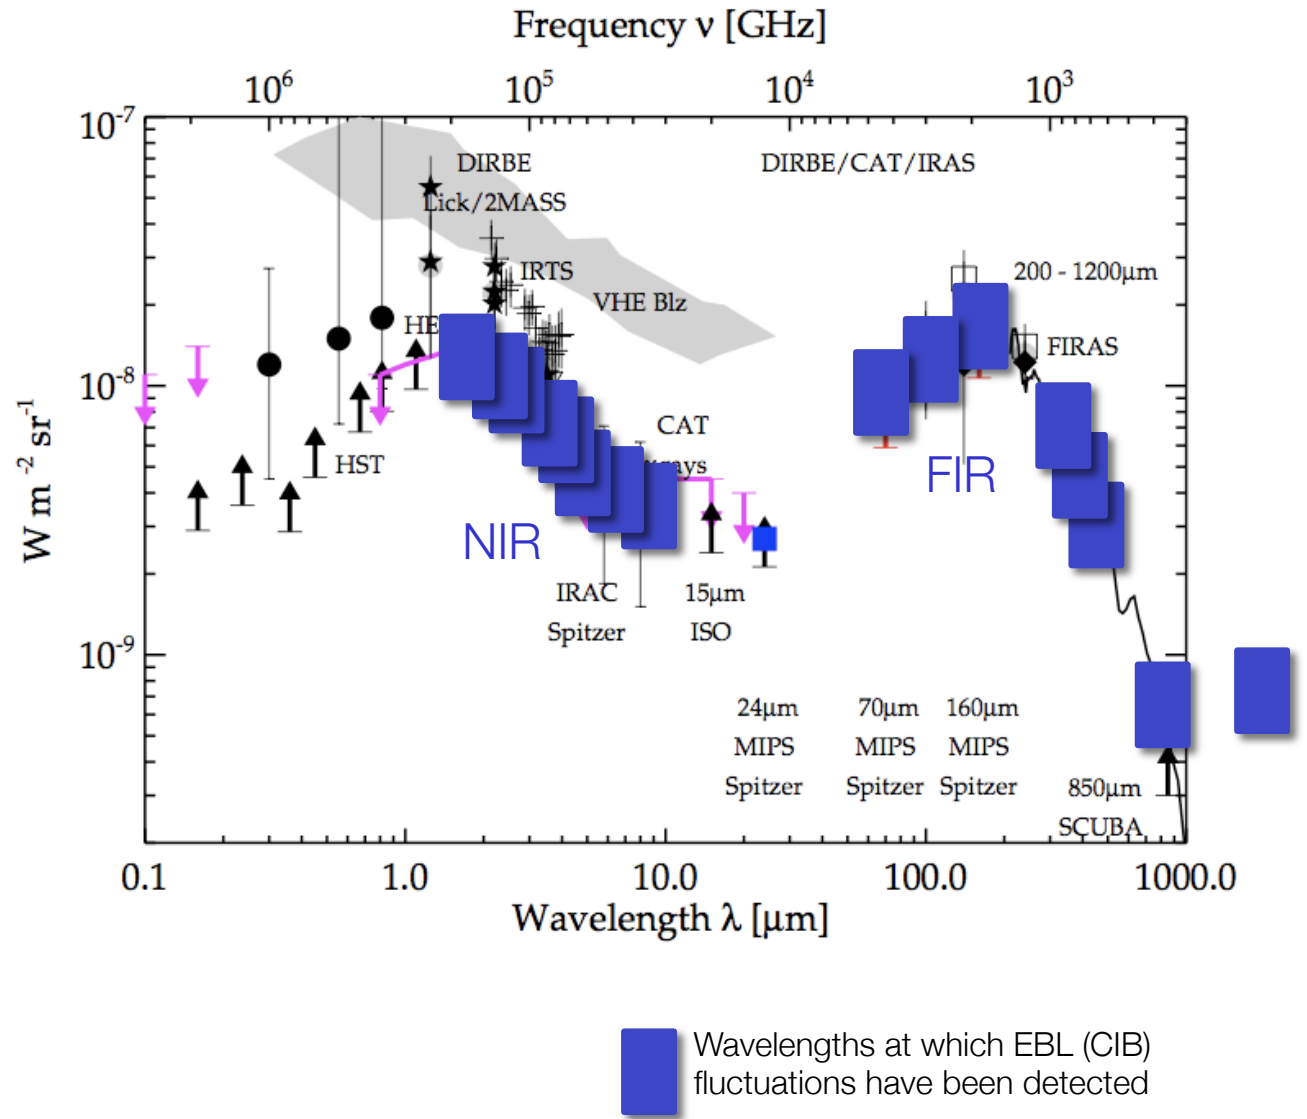 Frequency ν [GHz]
10⁶ 10⁵ 10⁴ 10³
10⁻⁷
10⁻⁸
10⁻⁹
W m ⁻² sr⁻¹
DIRBE
Lick/2MASS
DIRBE/CAT/IRAS
IRTS
VHE Blz
200 - 1200µm
FIRAS
HE
HST
CAT
rays
NIR
FIR
IRAC
Spitzer
15µm
ISO
24µm
MIPS
Spitzer
70µm
MIPS
Spitzer
160µm
MIPS
Spitzer
850µm
SCUBA
0.1 1.0 10.0 100.0 1000.0
Wavelength λ [µm]
Wavelengths at which EBL (CIB)
fluctuations have been detected